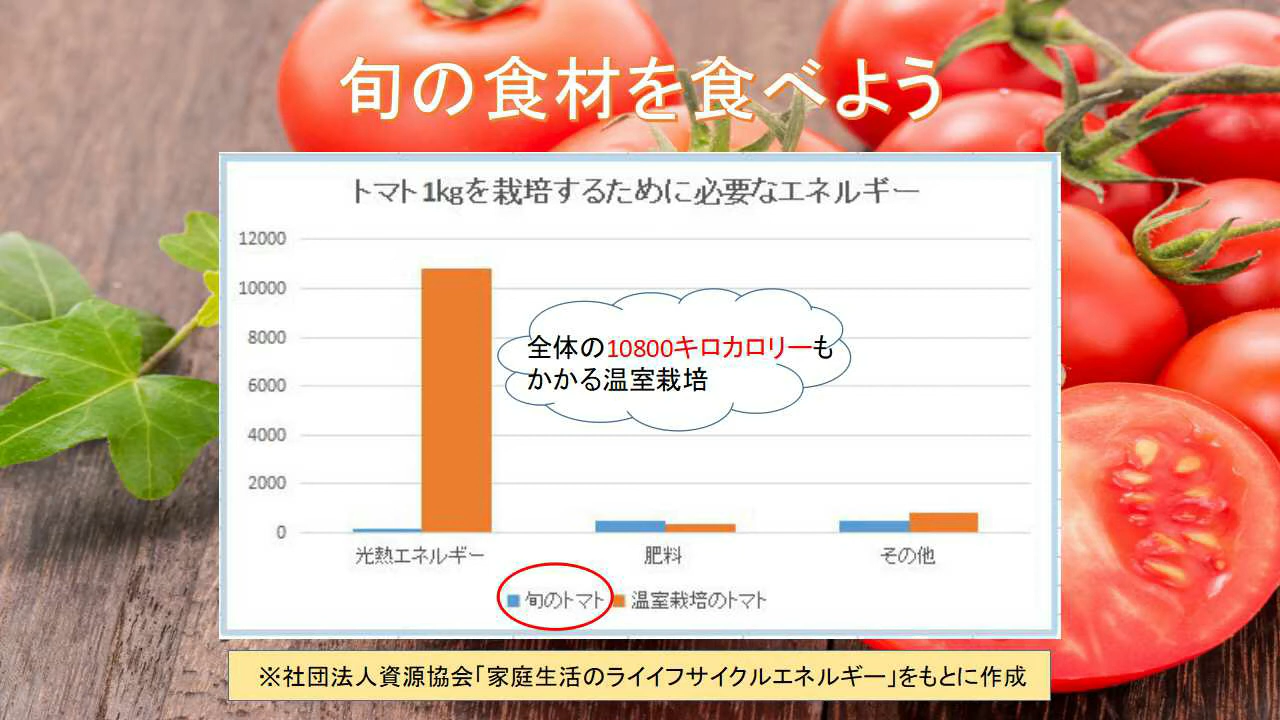 旬の食材を食べよう
トマト1kgを栽培するために必要なエネルギー
12000
10000
8000
6000
4000
2000
0
全体の10800キロカロリーも
かかる温室栽培
光熱エネルギー 肥料 その他
旬のトマト 温室栽培のトマト
※社団法人資源協会「家庭生活のライイフサイクルエネルギー」をもとに作成